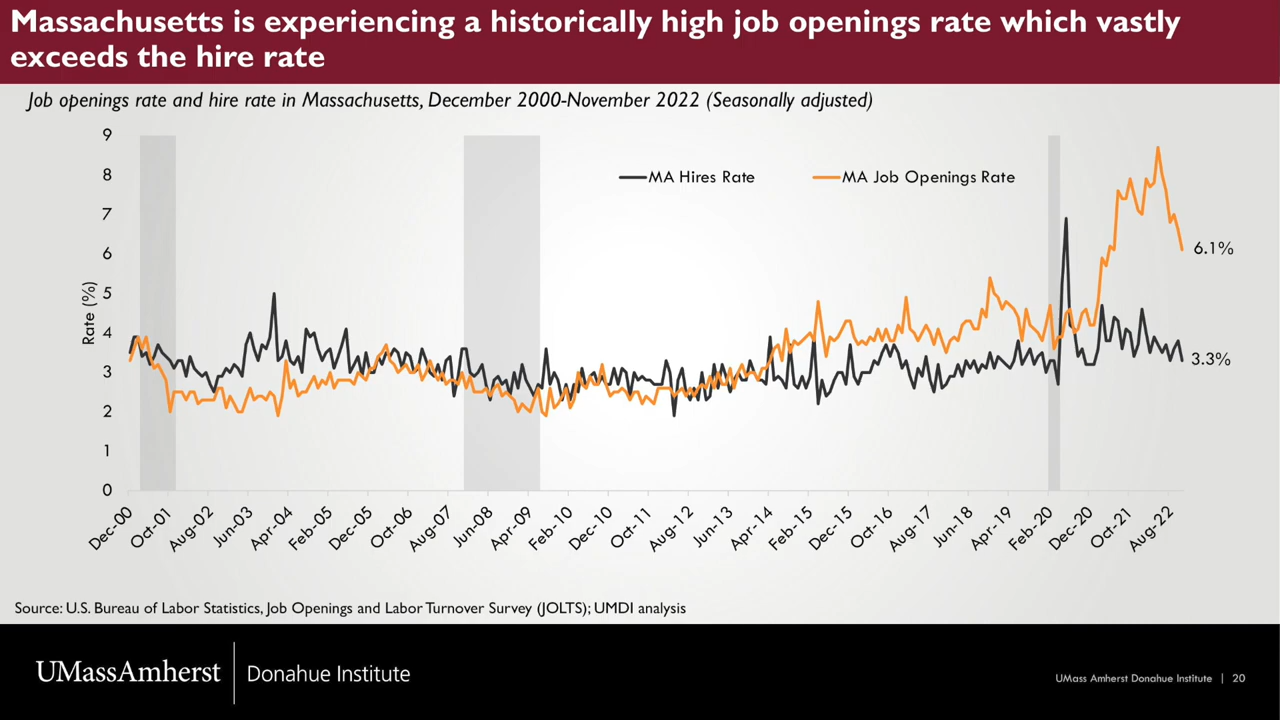 Massachusetts is experiencing a historically high job openings rate which vastly
exceeds the hire rate
Job openings rate and hire rate in Massachusetts, December 2000-November 2022 (Seasonally adjusted)
9
8
7
6
5
4
3
2
1
0
Rate (%)
MA Hires Rate
MA Job Openings Rate
6.1%
3.3%
Dec-00
Oct-01
Aug-02
Jun-03
Apr-04
Feb-05
Dec-05
Oct-06
Aug-07
Jun-08
Apr-09
Feb-10
Dec-10
Oct-11
Aug-12
Jun-13
Apr-14
Feb-15
Dec-15
Oct-16
Aug-17
Jun-18
Apr-19
Feb-20
Dec-20
Oct-21
Aug-22
Source: U.S. Bureau of Labor Statistics, Job Openings and Labor Turnover Survey (JOLTS); UMDI analysis
UMassAmherst
Donahue Institute
UMass Amherst Donahue Institute | 20